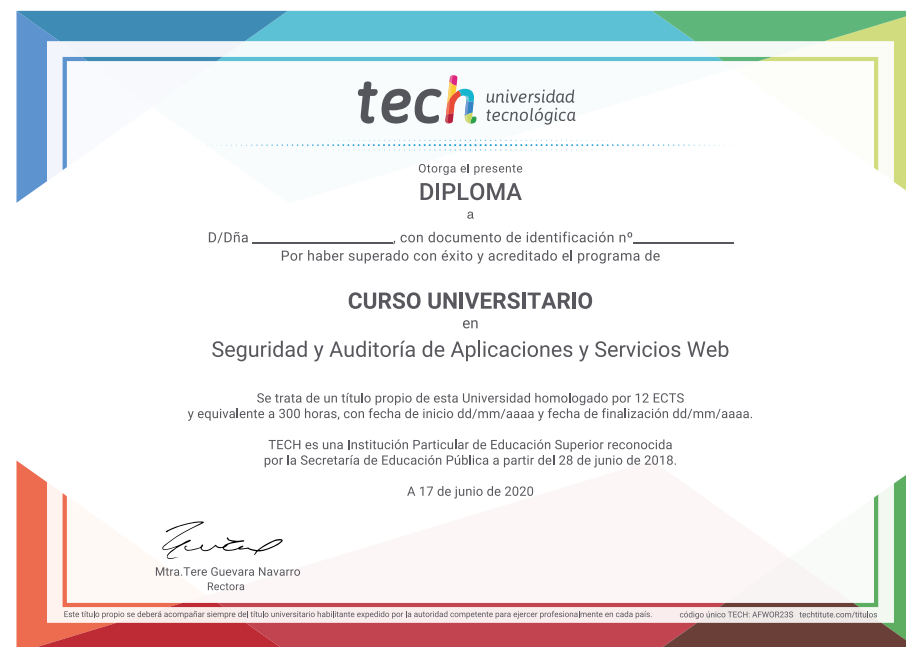 tech universidad
tecnológica
Otorga el presente
DIPLOMA
a
D/Dña ____________________, con documento de identificación nº______________
Por haber superado con éxito y acreditado el programa de
CURSO UNIVERSITARIO
en
Seguridad y Auditoría de Aplicaciones y Servicios Web
Se trata de un título propio de esta Universidad homologado por 12 ECTS
y equivalente a 300 horas, con fecha de inicio dd/mm/aaaa y fecha de finalización dd/mm/aaaa.
TECH es una Institución Particular de Educación Superior reconocida
por la Secretaría de Educación Pública a partir del 28 de junio de 2018.
A 17 de junio de 2020
Mtra.Tere Guevara Navarro
Rectora
Este título propio se deberá acompañar siempre del título universitario habilitante expedido por la autoridad competente para ejercer profesionalmente en cada país. código único TECH: AFWOR23S techtitute.com/titulos